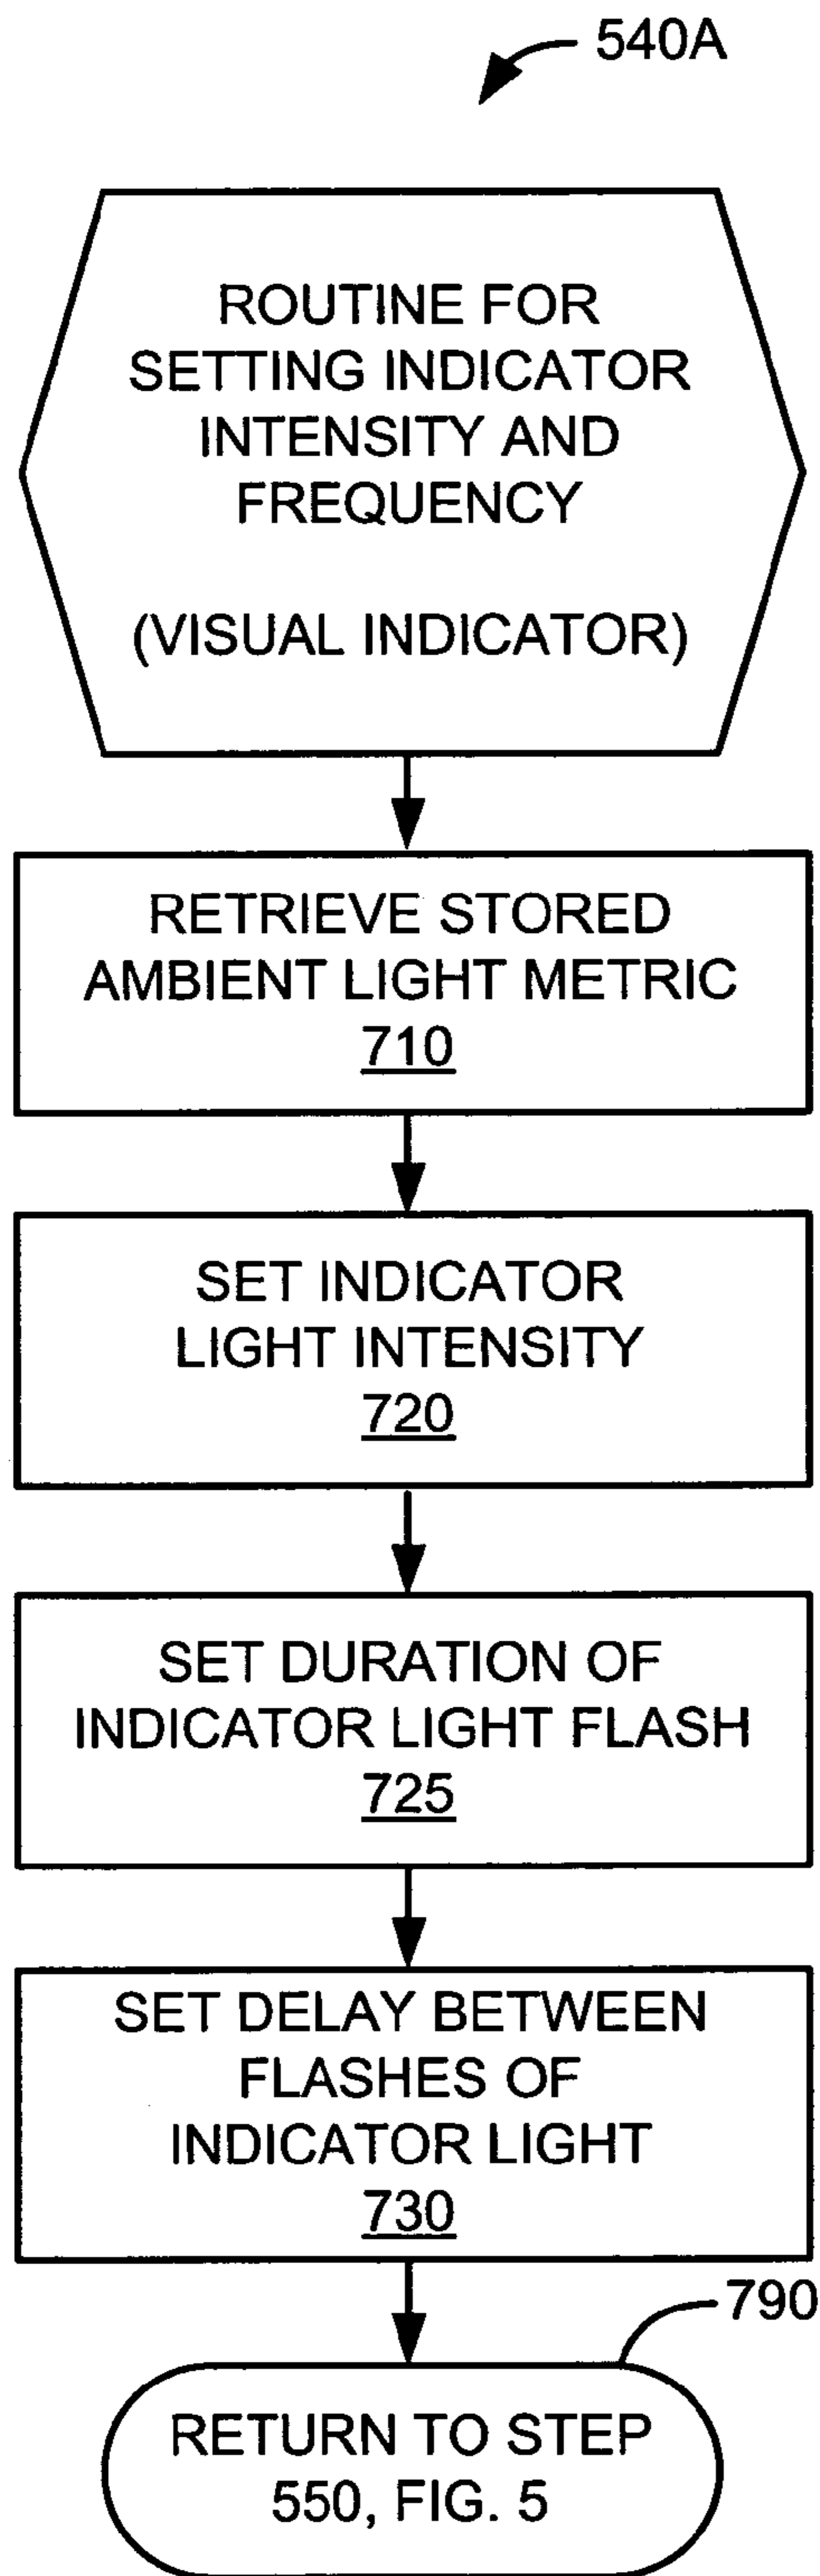 540A
ROUTINE FOR
SETTING INDICATOR
INTENSITY AND
FREQUENCY
(VISUAL INDICATOR)
RETRIEVE STORED
AMBIENT LIGHT METRIC
710
SET INDICATOR
LIGHT INTENSITY
720
SET DURATION OF
INDICATOR LIGHT FLASH
725
SET DELAY BETWEEN
FLASHES OF
INDICATOR LIGHT
730
790
RETURN TO STEP
550, FIG. 5